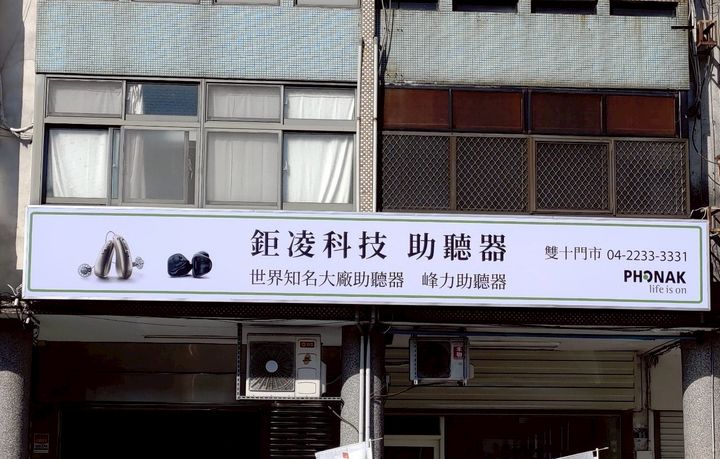 鉅凌科技 助聽器
世界知名大廠助聽器 峰力助聽器
雙十門市 04-2233-3331
PHONAK
life is on